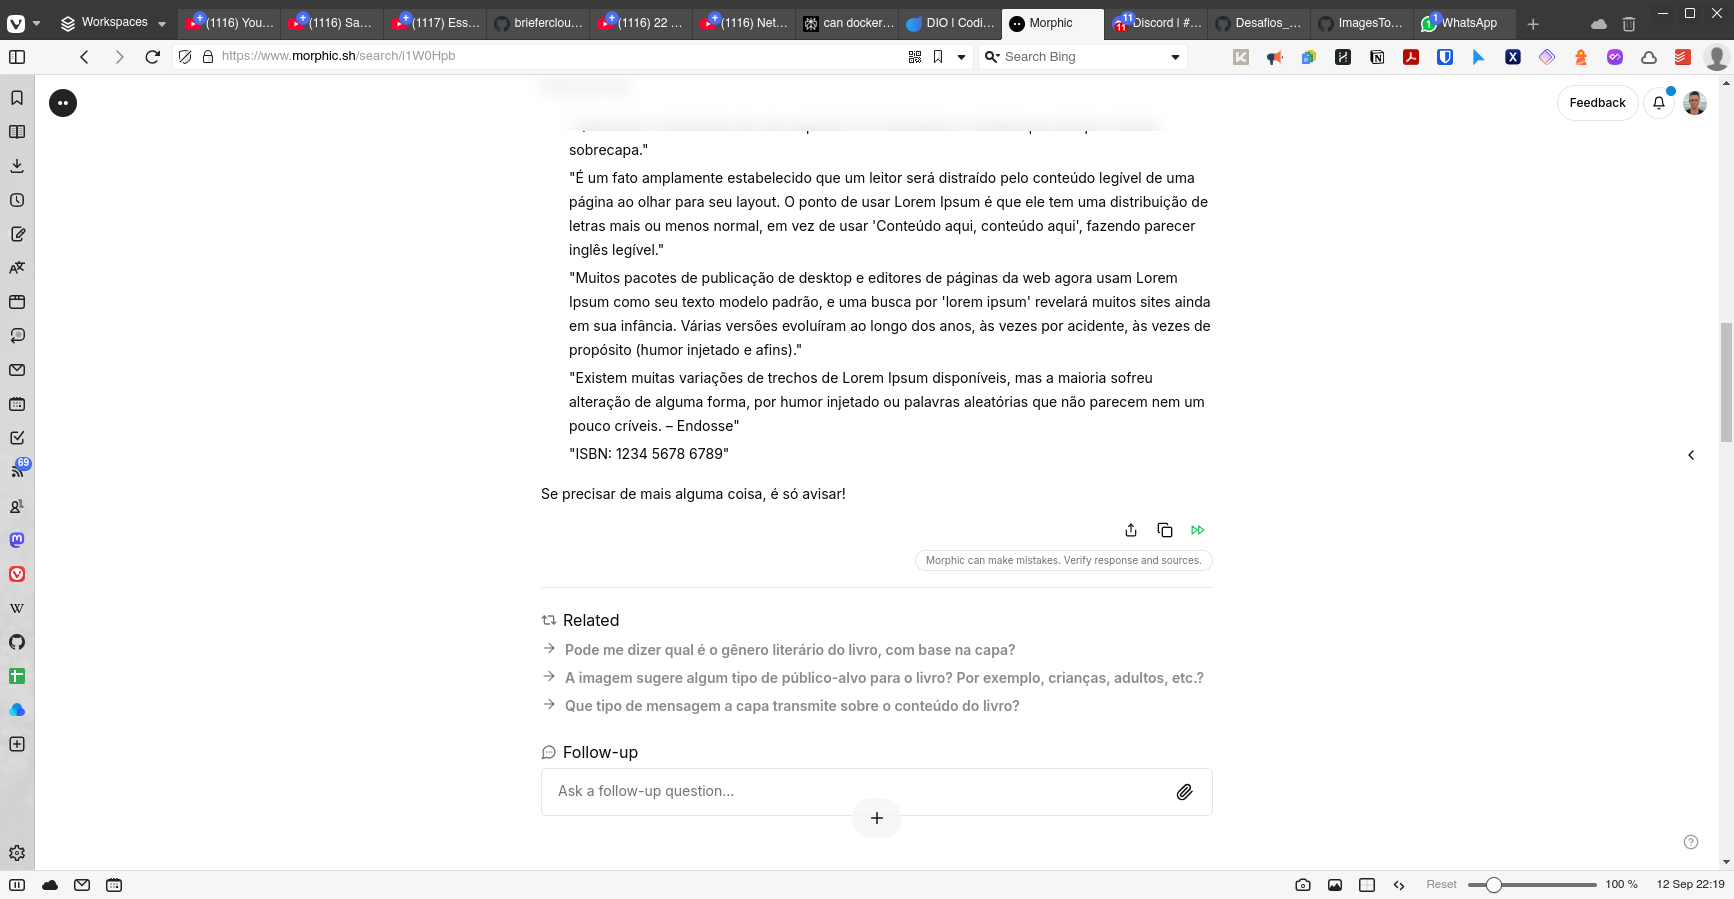 Workspaces
(1116) You...
(1116) Sa...
(1117) Ess...
brieferclou...
(1116) 22 ...
(1116) Net...
can docker...
DIO | Codi...
Morphic
11
11
Discord | #...
Desafios_...
ImagesTo...
1
WhatsApp
https://www.morphic.sh/search/i1W0Hpb
Search Bing
Feedback
sobrecapa."
"É um fato amplamente estabelecido que um leitor será distraído pelo conteúdo legível de uma
página ao olhar para seu layout. O ponto de usar Lorem Ipsum é que ele tem uma distribuição de
letras mais ou menos normal, em vez de usar 'Conteúdo aqui, conteúdo aqui', fazendo parecer
inglês legível."
"Muitos pacotes de publicação de desktop e editores de páginas da web agora usam Lorem
Ipsum como seu texto modelo padrão, e uma busca por 'lorem ipsum' revelará muitos sites ainda
em sua infância. Várias versões evoluíram ao longo dos anos, às vezes por acidente, às vezes de
propósito (humor injetado e afins)."
"Existem muitas variações de trechos de Lorem Ipsum disponíveis, mas a maioria sofreu
alteração de alguma forma, por humor injetado ou palavras aleatórias que não parecem nem um
pouco críveis. – Endosse"
"ISBN: 1234 5678 6789"
69
Se precisar de mais alguma coisa, é só avisar!
Morphic can make mistakes. Verify response and sources.
Related
Pode me dizer qual é o gênero literário do livro, com base na capa?
A imagem sugere algum tipo de público-alvo para o livro? Por exemplo, crianças, adultos, etc.?
Que tipo de mensagem a capa transmite sobre o conteúdo do livro?
Follow-up
Ask a follow-up question...
Reset
100 %
12 Sep 22:19